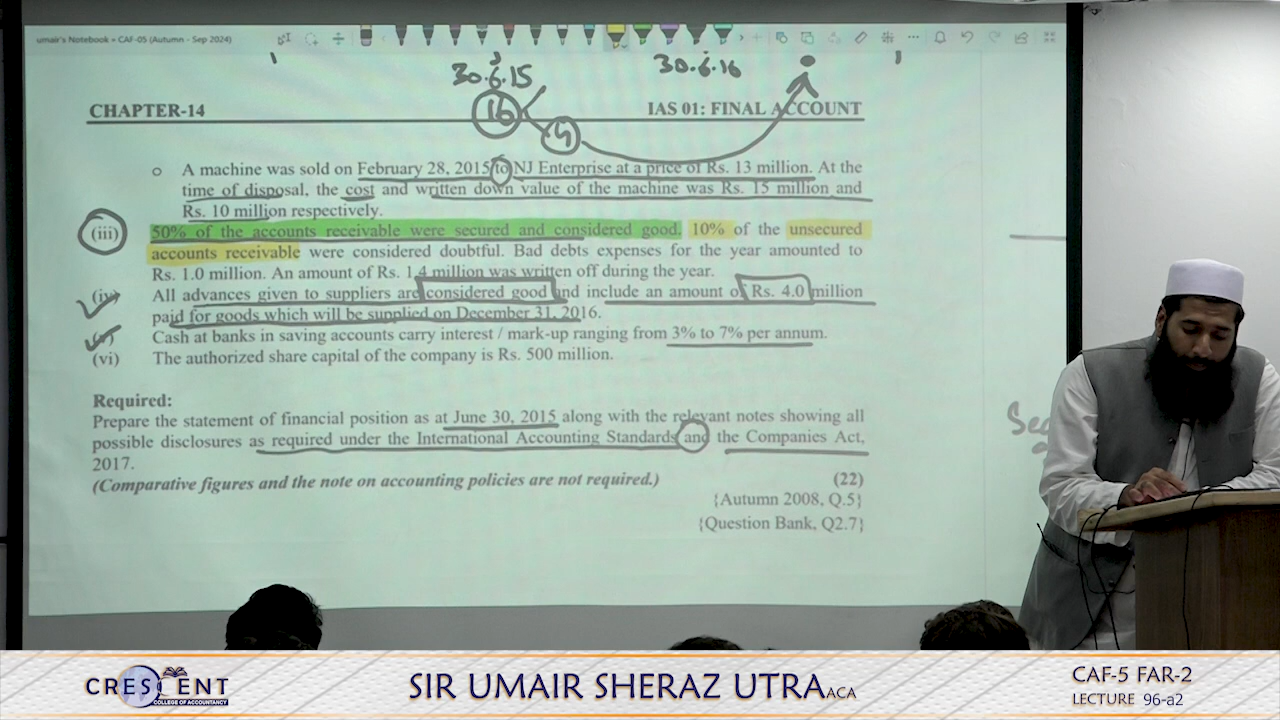 umair's Notebook » CAF-05 (Autumn - Sep 2024)
30.6.15
30.6.16
CHAPTER-14
16
IAS 01: FINAL ACCOUNT
4
o A machine was sold on February 28, 2015 to NJ Enterprise at a price of Rs. 13 million. At the
time of disposal, the cost and written down value of the machine was Rs. 15 million and
Rs. 10 million respectively.
(iii) 50% of the accounts receivable were secured and considered good. 10% of the unsecured
accounts receivable were considered doubtful. Bad debts expenses for the year amounted to
Rs. 1.0 million. An amount of Rs. 1.4 million was written off during the year.
(iv) All advances given to suppliers are considered good and include an amount of Rs. 4.0 million
paid for goods which will be supplied on December 31, 2016.
(v) Cash at banks in saving accounts carry interest / mark-up ranging from 3% to 7% per annum.
(vi) The authorized share capital of the company is Rs. 500 million.
Required:
Prepare the statement of financial position as at June 30, 2015 along with the relevant notes showing all
possible disclosures as required under the International Accounting Standards and the Companies Act,
2017.
(Comparative figures and the note on accounting policies are not required.) (22)
{Autumn 2008, Q.5}
{Question Bank, Q2.7}
CRESCENT
COLLEGE OF ACCOUNTANCY
SIR UMAIR SHERAZ UTRA ACA
CAF-5 FAR-2
LECTURE 96-a2